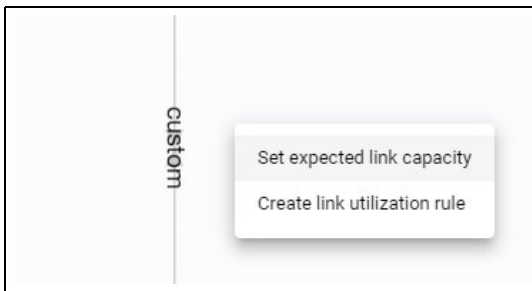 custom
Set expected link capacity
Create link utilization rule